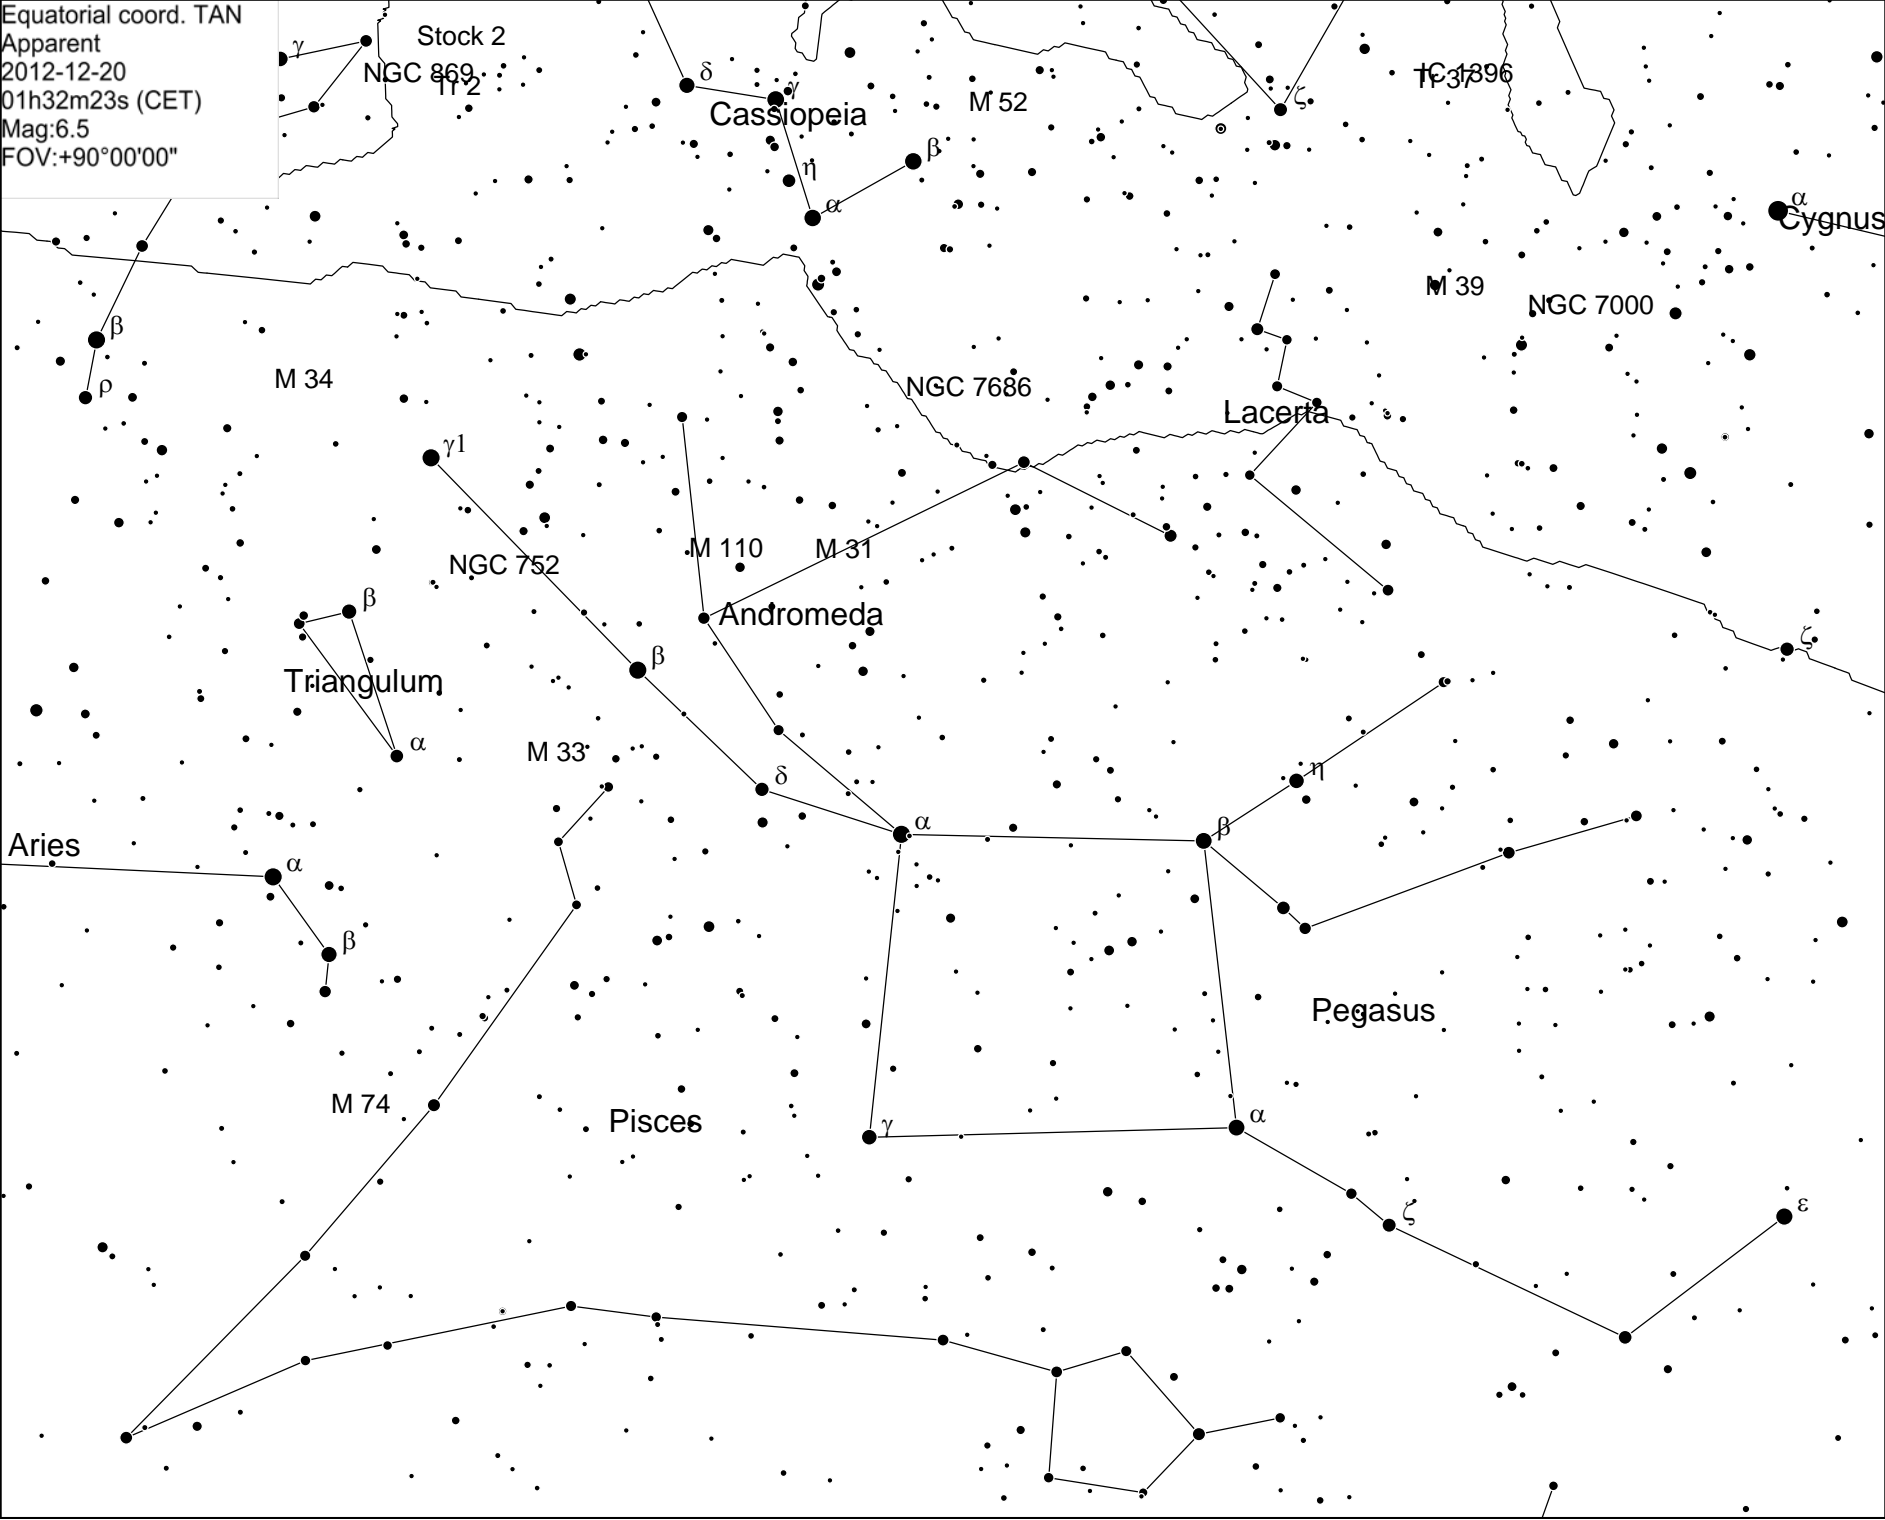 Equatorial coord. TAN
Apparent
2012-12-20
01h32m23s (CET)
Mag:6.5
FOV:+90°00'00"
γ
Stock 2
NGC 869
Tr 2
δ
γ
Cassiopeia
M 52
ζ
Tr 37
IC 1396
β
η
α
α
Cygnus
M 39
NGC 7000
β
ρ
M 34
NGC 7686
Lacerta
γ1
NGC 752
M 110
M 31
β
Andromeda
ζ
β
Triangulum
α
M 33
δ
η
α
β
Aries
α
β
Pegasus
M 74
Pisces
γ
α
ζ
ε